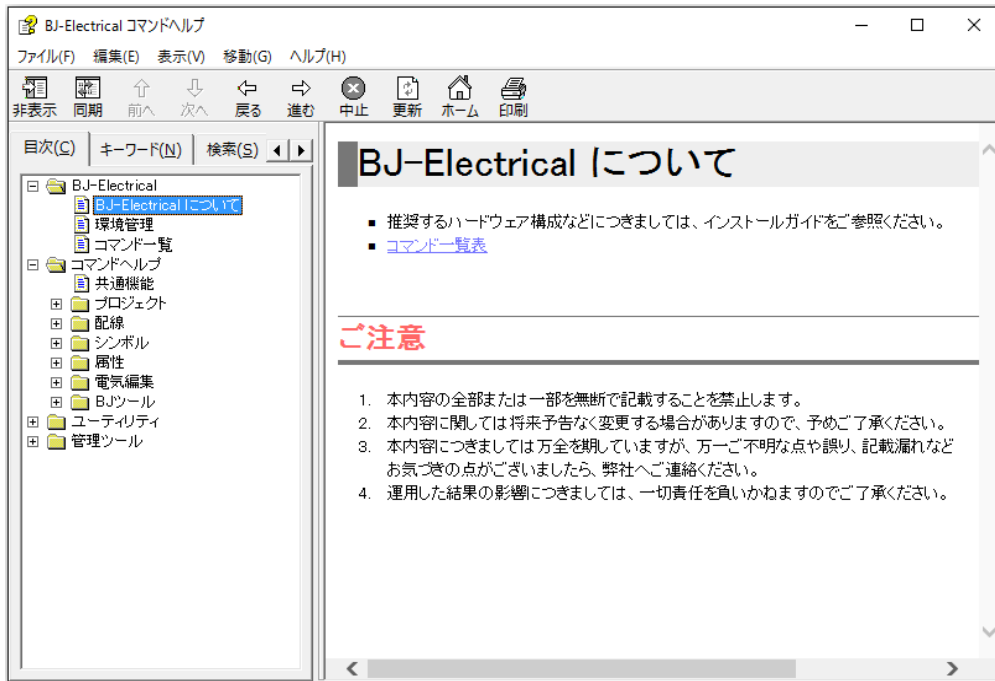 BJ-Electrical コマンドヘルプ
ファイル(F) 編集(E) 表示(V) 移動(G) ヘルプ(H)
非表示 同期 前へ 次へ 戻る 進む 中止 更新 ホーム 印刷
目次(C) キーワード(N) 検索(S)
BJ-Electrical
BJ-Electrical について
環境管理
コマンド一覧
コマンドヘルプ
共通機能
プロジェクト
配線
シンボル
属性
電気編集
BJツール
ユーティリティ
管理ツール
BJ-Electrical について
■ 推奨するハードウェア構成などにつきましては、インストールガイドをご参照ください。
■ コマンド一覧表
ご注意
1. 本内容の全部または一部を無断で記載することを禁止します。
2. 本内容に関しては将来予告なく変更する場合がありますので、予めご了承ください。
3. 本内容につきましては万全を期していますが、万一ご不明な点や誤り、記載漏れなど
お気づきの点がございましたら、弊社へご連絡ください。
4. 運用した結果の影響につきましては、一切責任を負いかねますのでご了承ください。